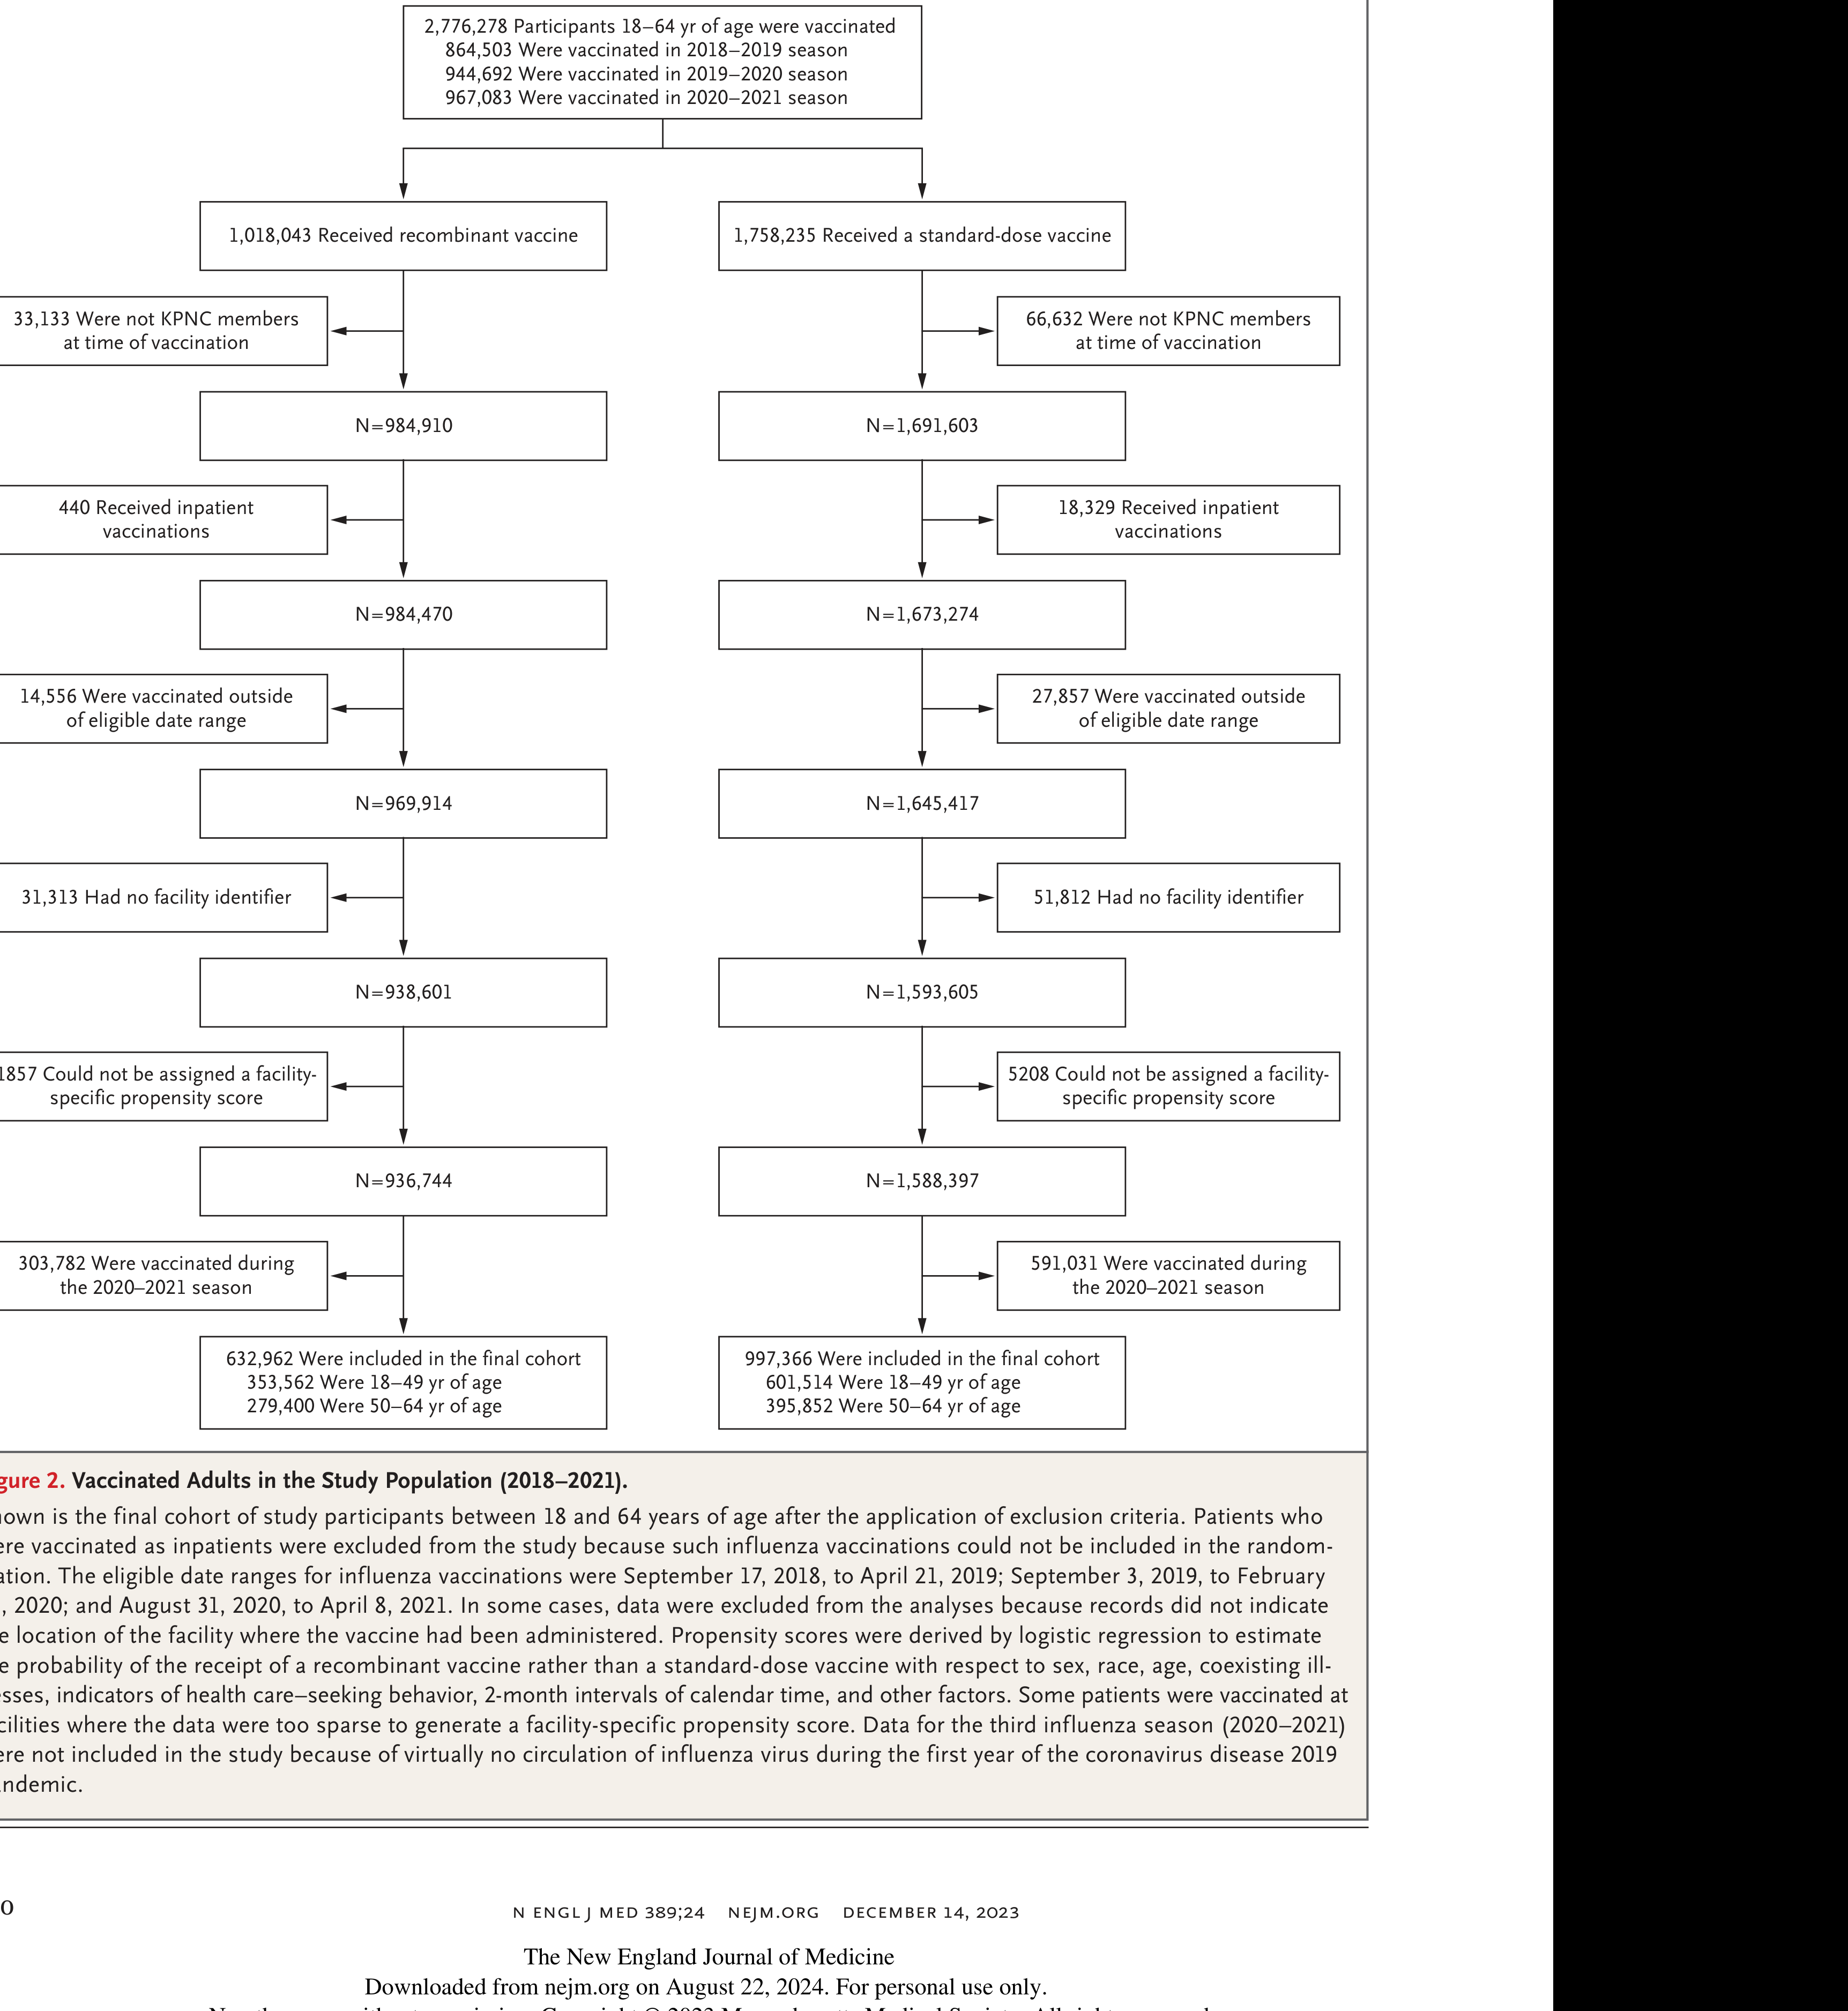 2,776,278 Participants 18–64 yr of age were vaccinated
864,503 Were vaccinated in 2018–2019 season
944,692 Were vaccinated in 2019–2020 season
967,083 Were vaccinated in 2020–2021 season
1,018,043 Received recombinant vaccine
1,758,235 Received a standard-dose vaccine
33,133 Were not KPNC members
at time of vaccination
66,632 Were not KPNC members
at time of vaccination
N=984,910
N=1,691,603
440 Received inpatient
vaccinations
18,329 Received inpatient
vaccinations
N=984,470
N=1,673,274
14,556 Were vaccinated outside
of eligible date range
27,857 Were vaccinated outside
of eligible date range
N=969,914
N=1,645,417
31,313 Had no facility identifier
51,812 Had no facility identifier
N=938,601
N=1,593,605
1857 Could not be assigned a facility-
specific propensity score
5208 Could not be assigned a facility-
specific propensity score
N=936,744
N=1,588,397
303,782 Were vaccinated during
the 2020–2021 season
591,031 Were vaccinated during
the 2020–2021 season
632,962 Were included in the final cohort
353,562 Were 18–49 yr of age
279,400 Were 50–64 yr of age
997,366 Were included in the final cohort
601,514 Were 18–49 yr of age
395,852 Were 50–64 yr of age
gure 2. Vaccinated Adults in the Study Population (2018–2021).
own is the final cohort of study participants between 18 and 64 years of age after the application of exclusion criteria. Patients who
ere vaccinated as inpatients were excluded from the study because such influenza vaccinations could not be included in the random-
ation. The eligible date ranges for influenza vaccinations were September 17, 2018, to April 21, 2019; September 3, 2019, to February
, 2020; and August 31, 2020, to April 8, 2021. In some cases, data were excluded from the analyses because records did not indicate
e location of the facility where the vaccine had been administered. Propensity scores were derived by logistic regression to estimate
e probability of the receipt of a recombinant vaccine rather than a standard-dose vaccine with respect to sex, race, age, coexisting ill-
esses, indicators of health care–seeking behavior, 2-month intervals of calendar time, and other factors. Some patients were vaccinated at
cilities where the data were too sparse to generate a facility-specific propensity score. Data for the third influenza season (2020–2021)
ere not included in the study because of virtually no circulation of influenza virus during the first year of the coronavirus disease 2019
ndemic.
0
N ENGL J MED 389;24 NEJM.ORG DECEMBER 14, 2023
The New England Journal of Medicine
Downloaded from nejm.org on August 22, 2024. For personal use only.